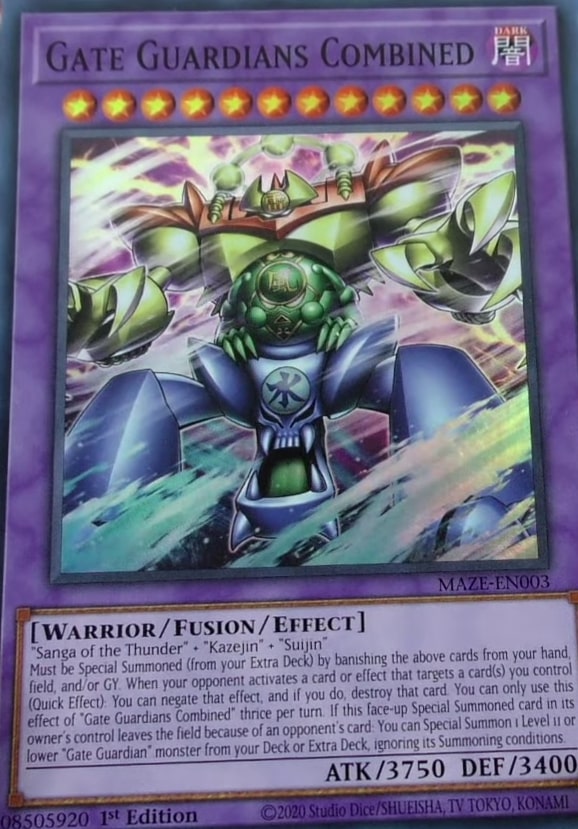 GATE GUARDIANS COMBINED
DARK
闇
風
水
MAZE-EN003
[WARRIOR/FUSION/EFFECT]
"Sanga of the Thunder" + "Kazejin" + "Suijin"
Must be Special Summoned (from your Extra Deck) by banishing the above cards from your hand,
field, and/or GY. When your opponent activates a card or effect that targets a card(s) you control
(Quick Effect): You can negate that effect, and if you do, destroy that card. You can only use this
effect of "Gate Guardians Combined" thrice per turn. If this face-up Special Summoned card in its
owner's control leaves the field because of an opponent's card: You can Special Summon 1 Level 11 or
lower "Gate Guardian" monster from your Deck or Extra Deck, ignoring its Summoning conditions.
ATK/3750 DEF/3400
08505920 1st Edition
©2020 Studio Dice/SHUEISHA, TV TOKYO, KONAMI